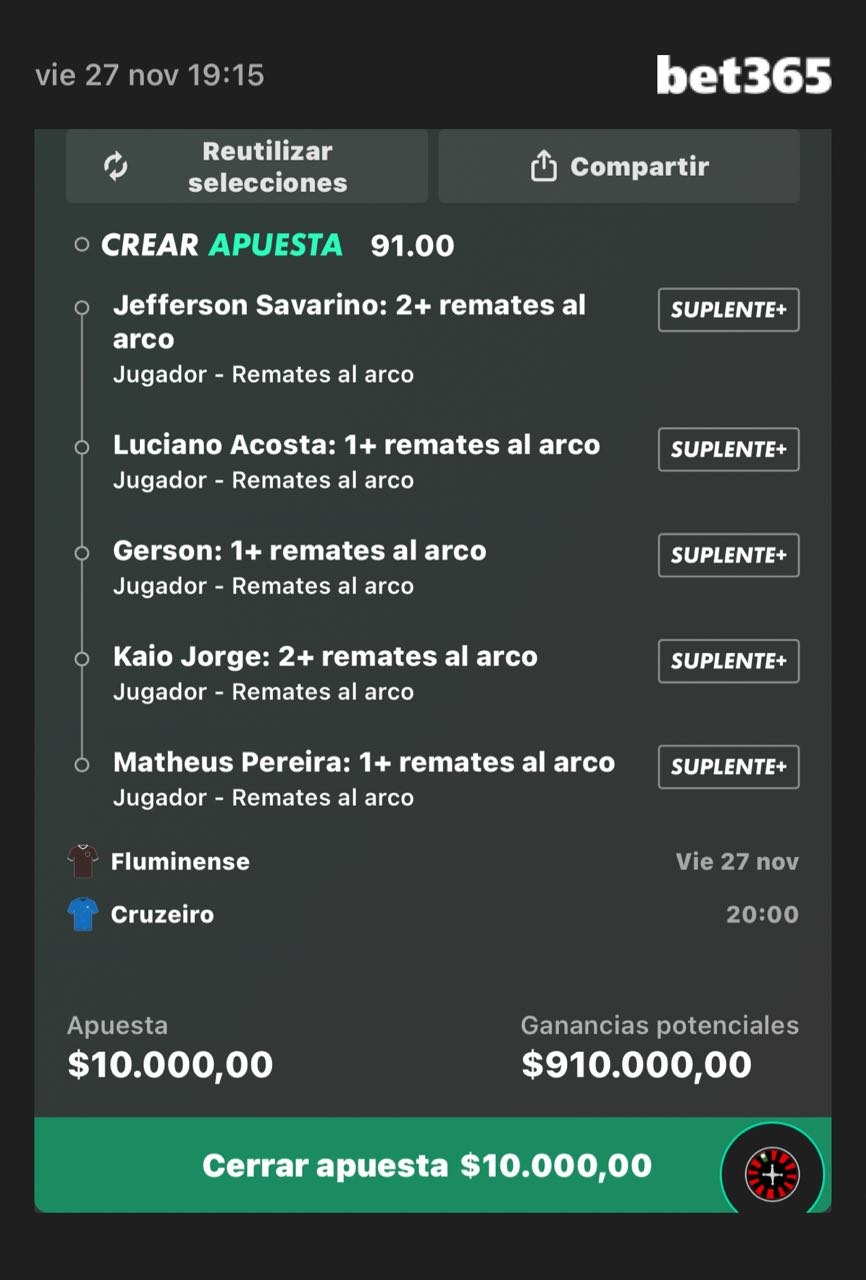 vie 27 nov 19:15
bet365
Reutilizar
selecciones
Compartir
CREAR APUESTA 91.00
Jefferson Savarino: 2+ remates al
arco
SUPLENTE+
Jugador - Remates al arco
Luciano Acosta: 1+ remates al arco
SUPLENTE+
Jugador - Remates al arco
Gerson: 1+ remates al arco
SUPLENTE+
Jugador - Remates al arco
Kaio Jorge: 2+ remates al arco
SUPLENTE+
Jugador - Remates al arco
Matheus Pereira: 1+ remates al arco
SUPLENTE+
Jugador - Remates al arco
Fluminense
Vie 27 nov
Cruzeiro
20:00
Apuesta
Ganancias potenciales
$10.000,00
$910.000,00
Cerrar apuesta $10.000,00